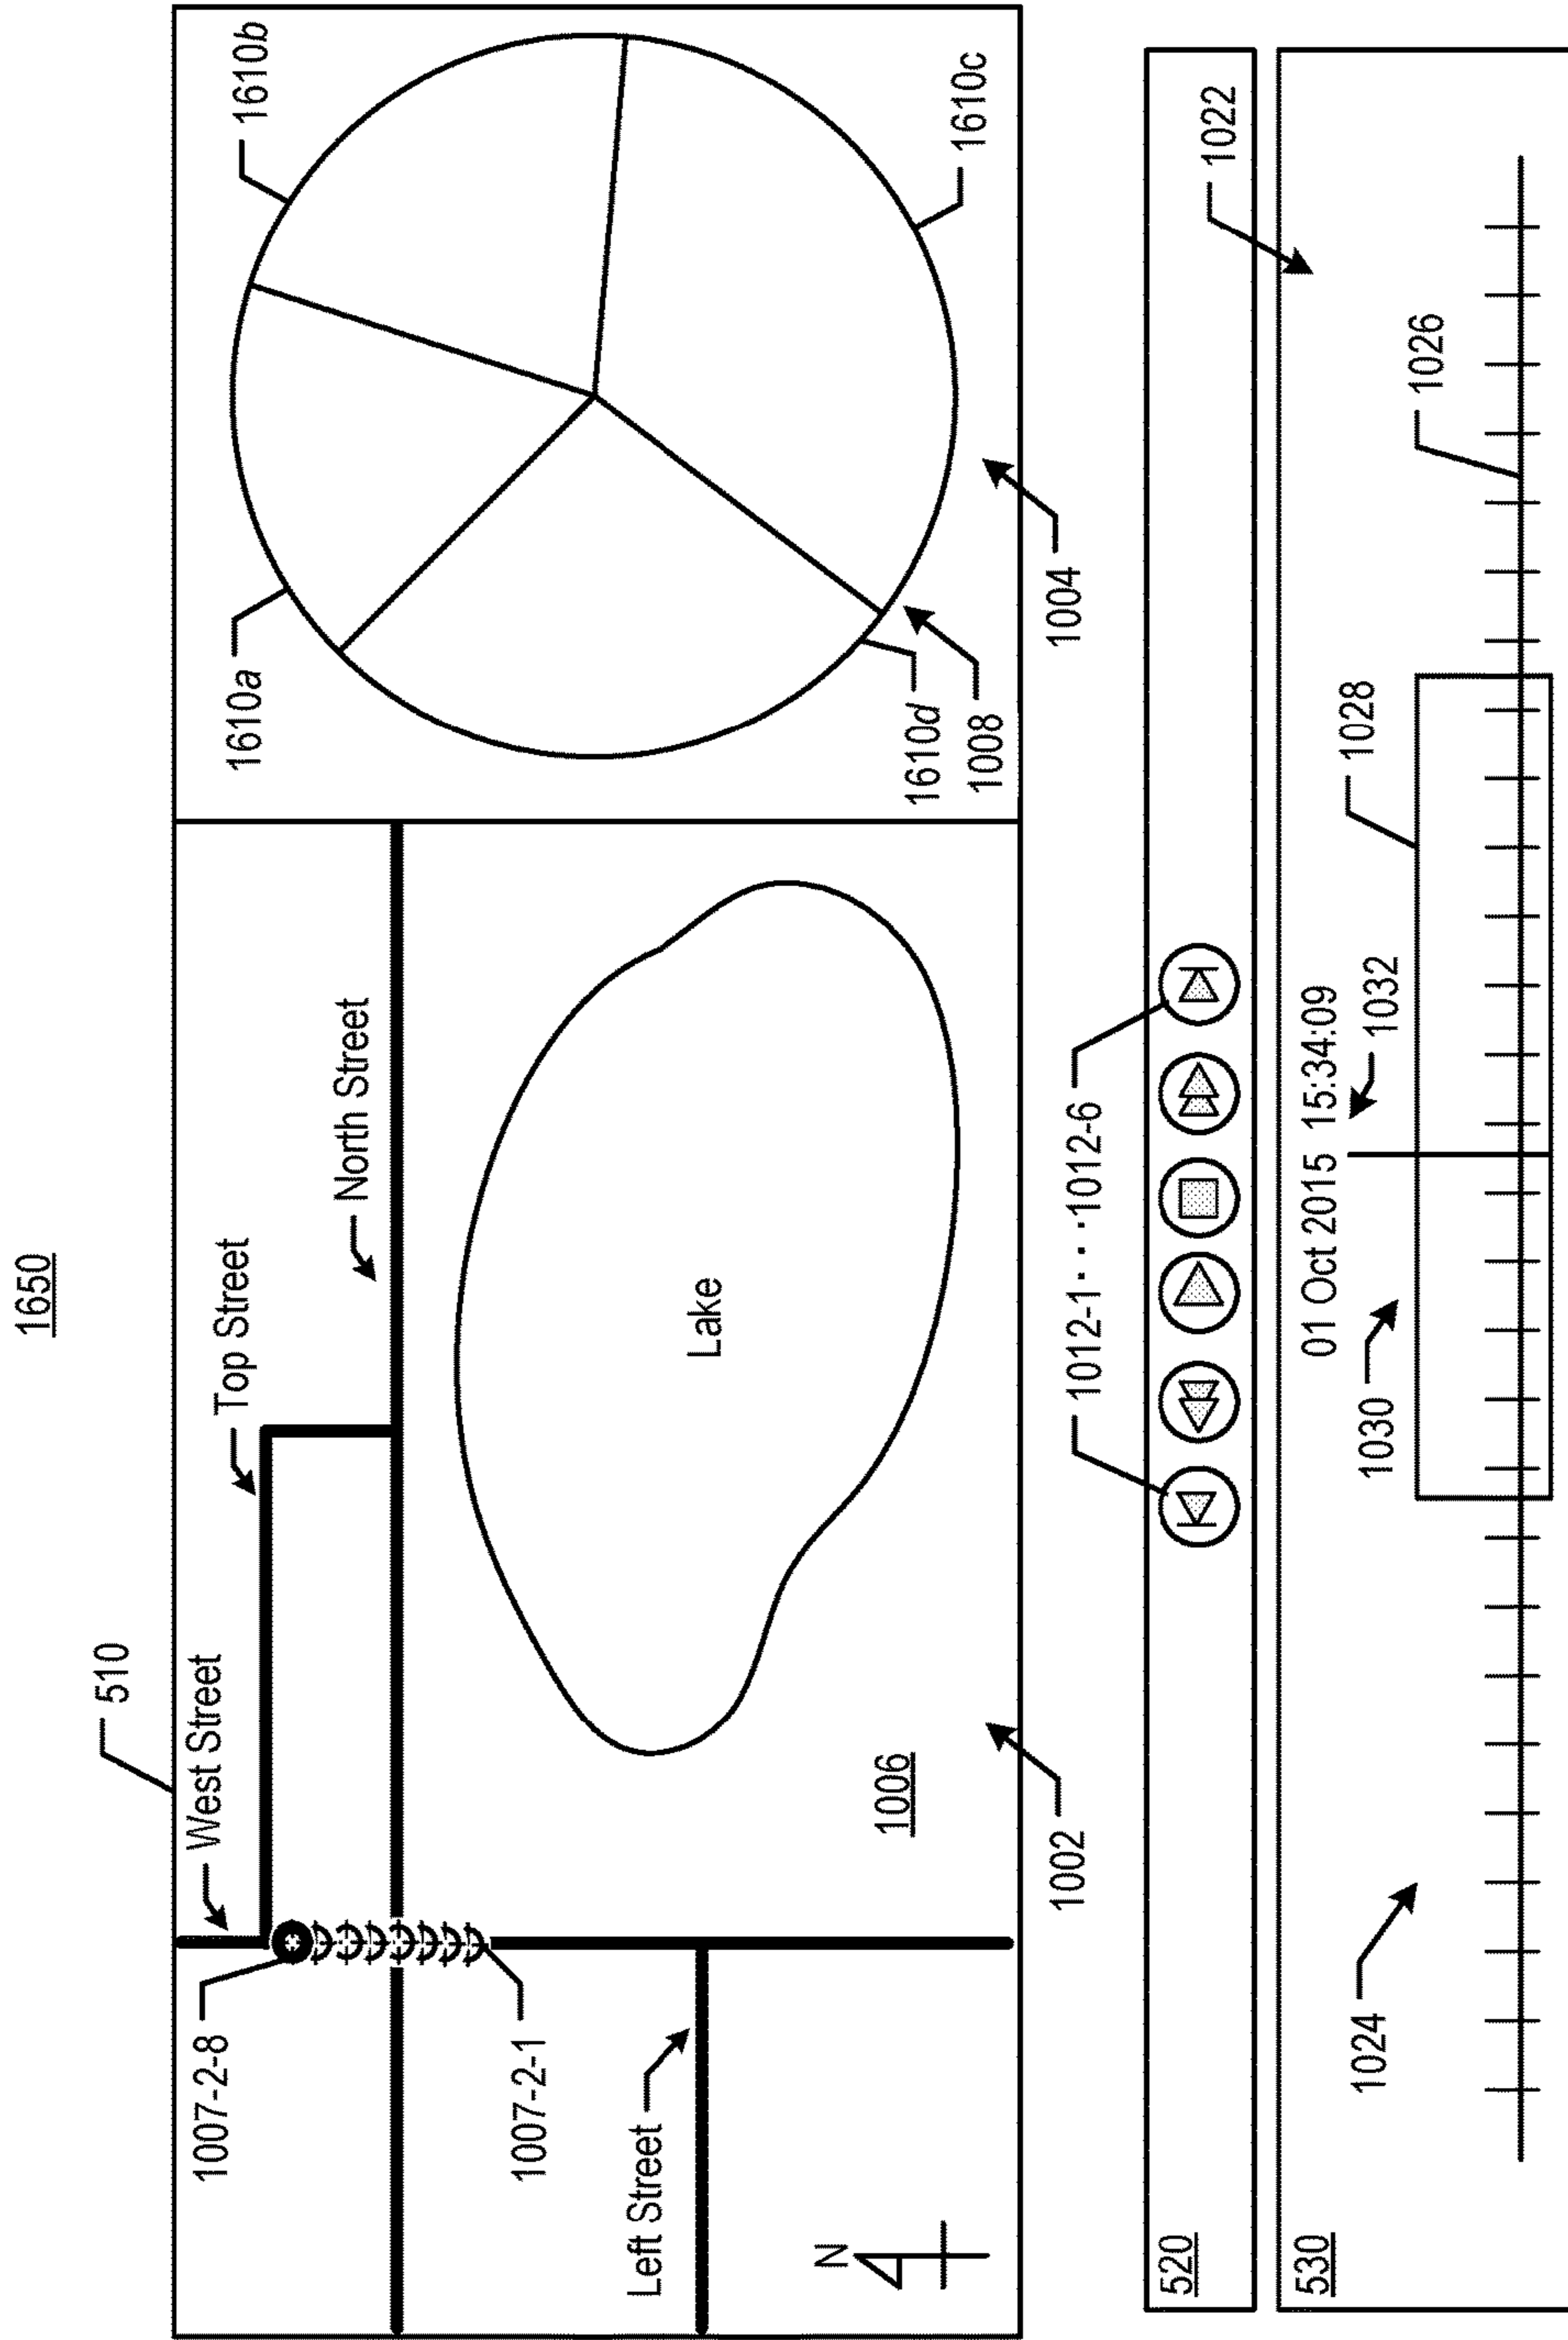 1650
510
West Street
Top Street
North Street
1007-2-8
1007-2-1
Left Street
N
Lake
1006
1002
1610a
1610b
1610c
1610d
1008
1004
520
1012-1 · · · 1012-6
530
01 Oct 2015 15:34:09
1032
1030
1028
1026
1024
1022